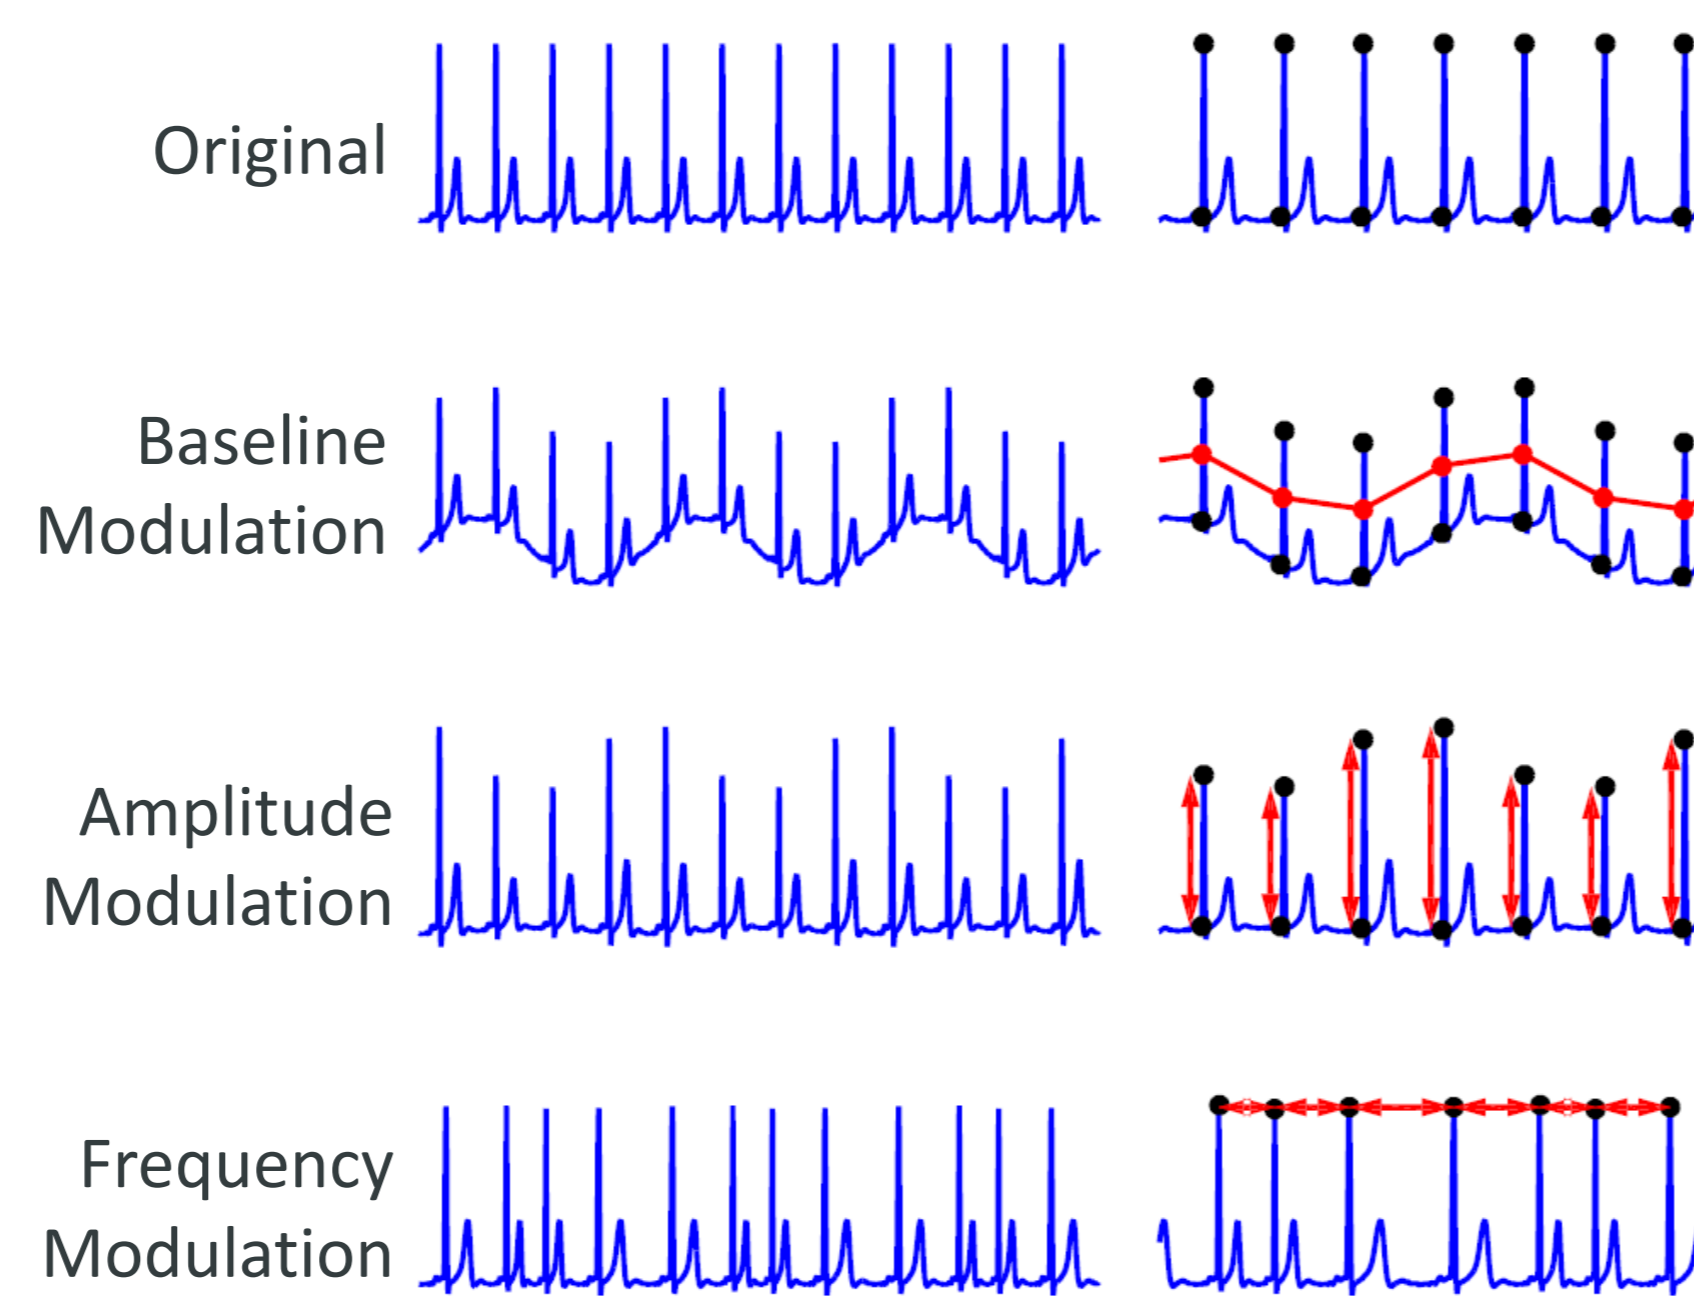 Original
Baseline
Modulation
Amplitude
Modulation
Frequency
Modulation